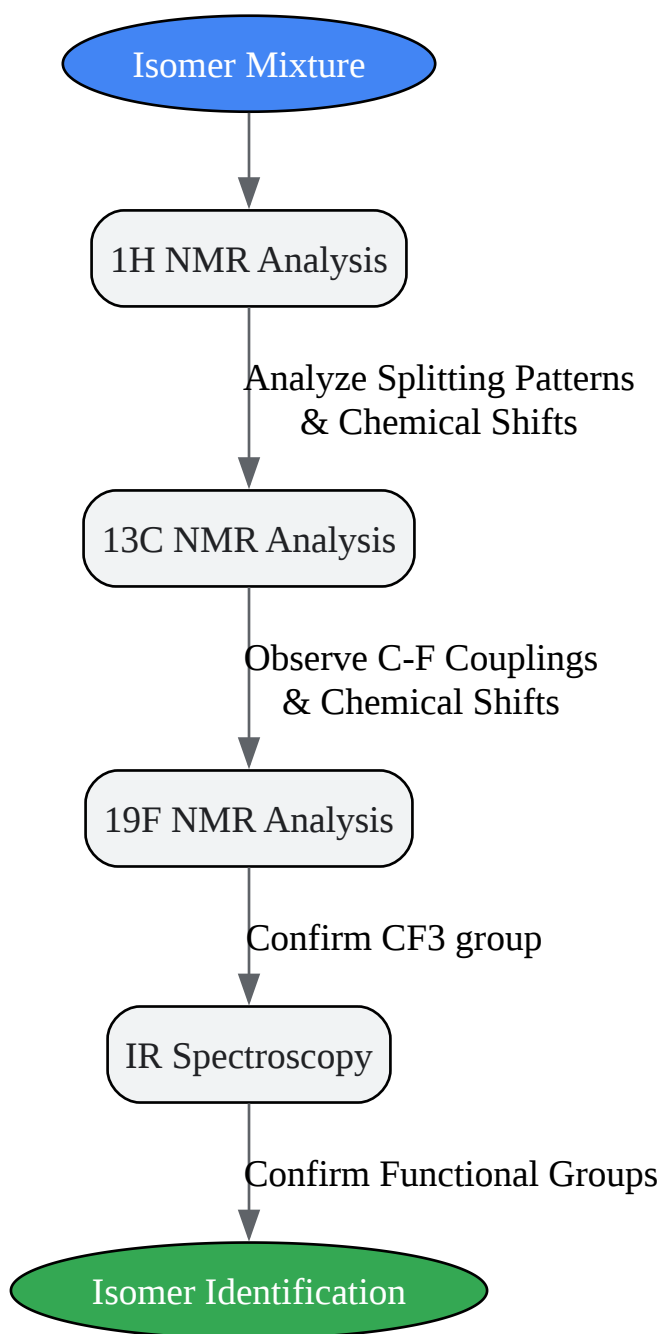 Isomer Mixture
1H NMR Analysis
Analyze Splitting Patterns
& Chemical Shifts
13C NMR Analysis
Observe C-F Couplings
& Chemical Shifts
19F NMR Analysis
Confirm CF3 group
IR Spectroscopy
Confirm Functional Groups
Isomer Identification